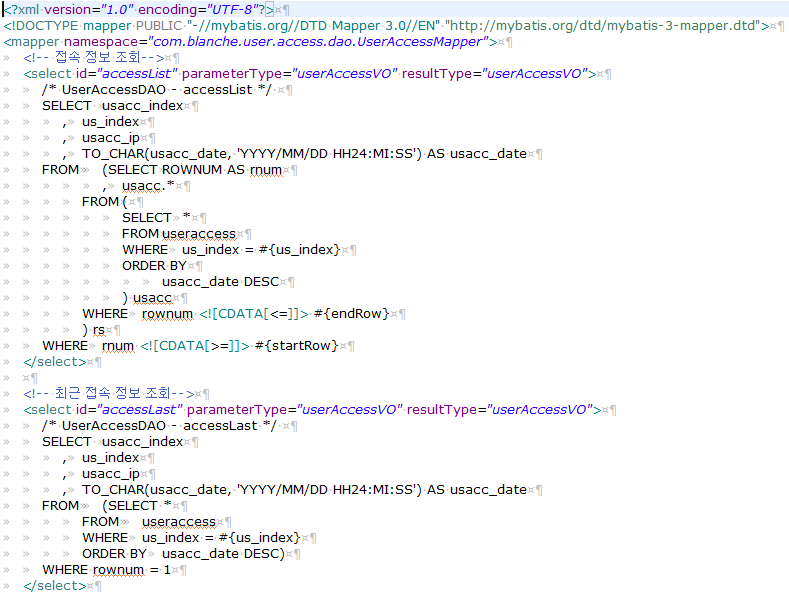 <?xml version="1.0" encoding="UTF-8"?>
<!DOCTYPE mapper PUBLIC "-//mybatis.org//DTD Mapper 3.0//EN" "http://mybatis.org/dtd/mybatis-3-mapper.dtd">
<mapper namespace="com.blanche.user.access.dao.UserAccessMapper">
<!-- 접속 정보 조회-->
<select id="accessList" parameterType="userAccessVO" resultType="userAccessVO">
/* UserAccessDAO - accessList */
SELECT usacc_index
, us_index
, usacc_ip
, TO_CHAR(usacc_date, 'YYYY/MM/DD HH24:MI:SS') AS usacc_date
FROM (SELECT ROWNUM AS rnum
, usacc.*
FROM (
SELECT *
FROM useraccess
WHERE us_index = #{us_index}
ORDER BY
usacc_date DESC
) usacc
WHERE rownum <![CDATA[<=]]> #{endRow}
) rs
WHERE rnum <![CDATA[>=]]> #{startRow}
</select>
<!-- 최근 접속 정보 조회-->
<select id="accessLast" parameterType="userAccessVO" resultType="userAccessVO">
/* UserAccessDAO - accessLast */
SELECT usacc_index
, us_index
, usacc_ip
, TO_CHAR(usacc_date, 'YYYY/MM/DD HH24:MI:SS') AS usacc_date
FROM (SELECT *
FROM useraccess
WHERE us_index = #{us_index}
ORDER BY usacc_date DESC)
WHERE rownum = 1
</select>